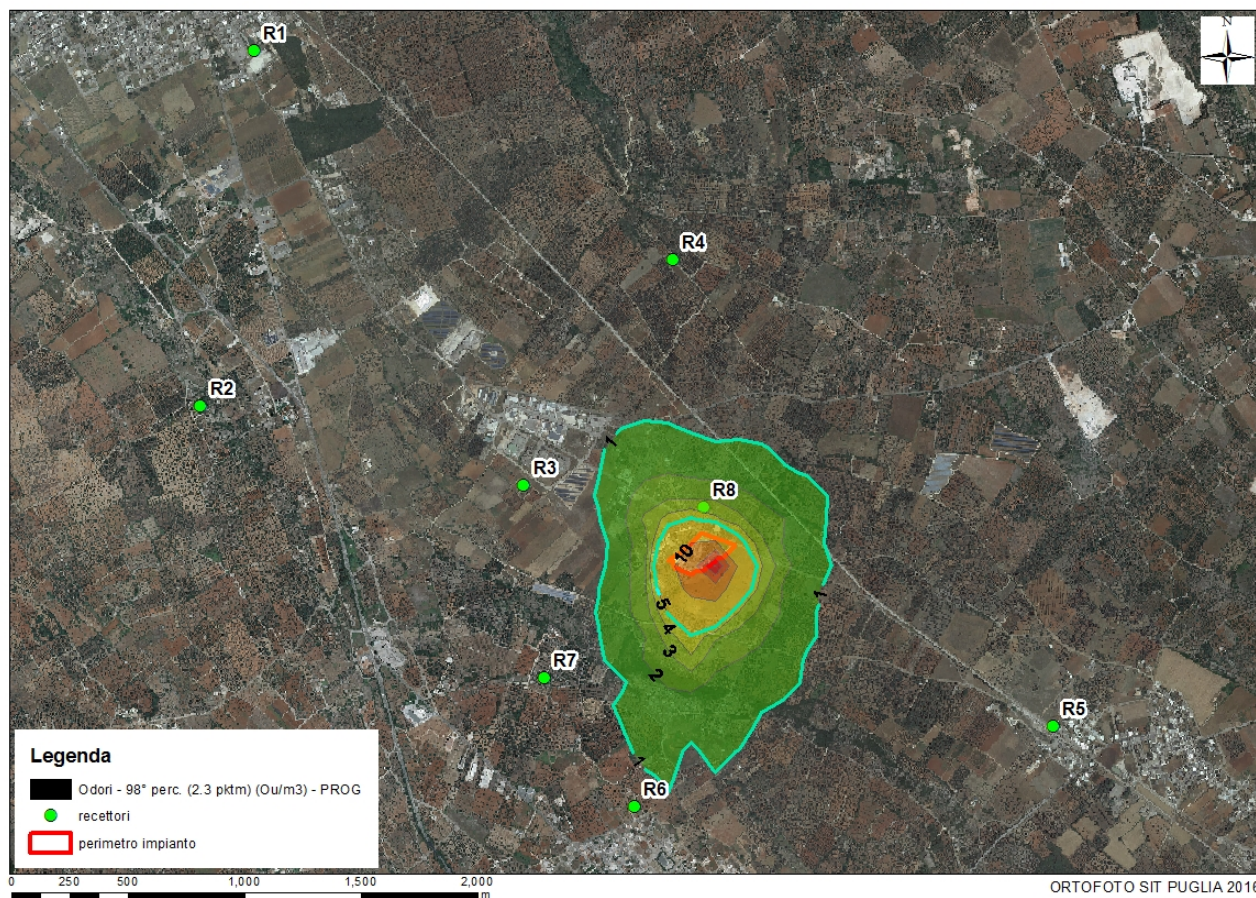 R1
N
R4
R2
1
R3
R8
10
1
5
4
3
2
R7
R5
1
R6
Legenda
Odori - 98° perc. (2.3 pktm) (Ou/m3) - PROG
recettori
perimetro impianto
0 250 500 1,000 1,500 2,000
m
ORTOFOTO SIT PUGLIA 2016